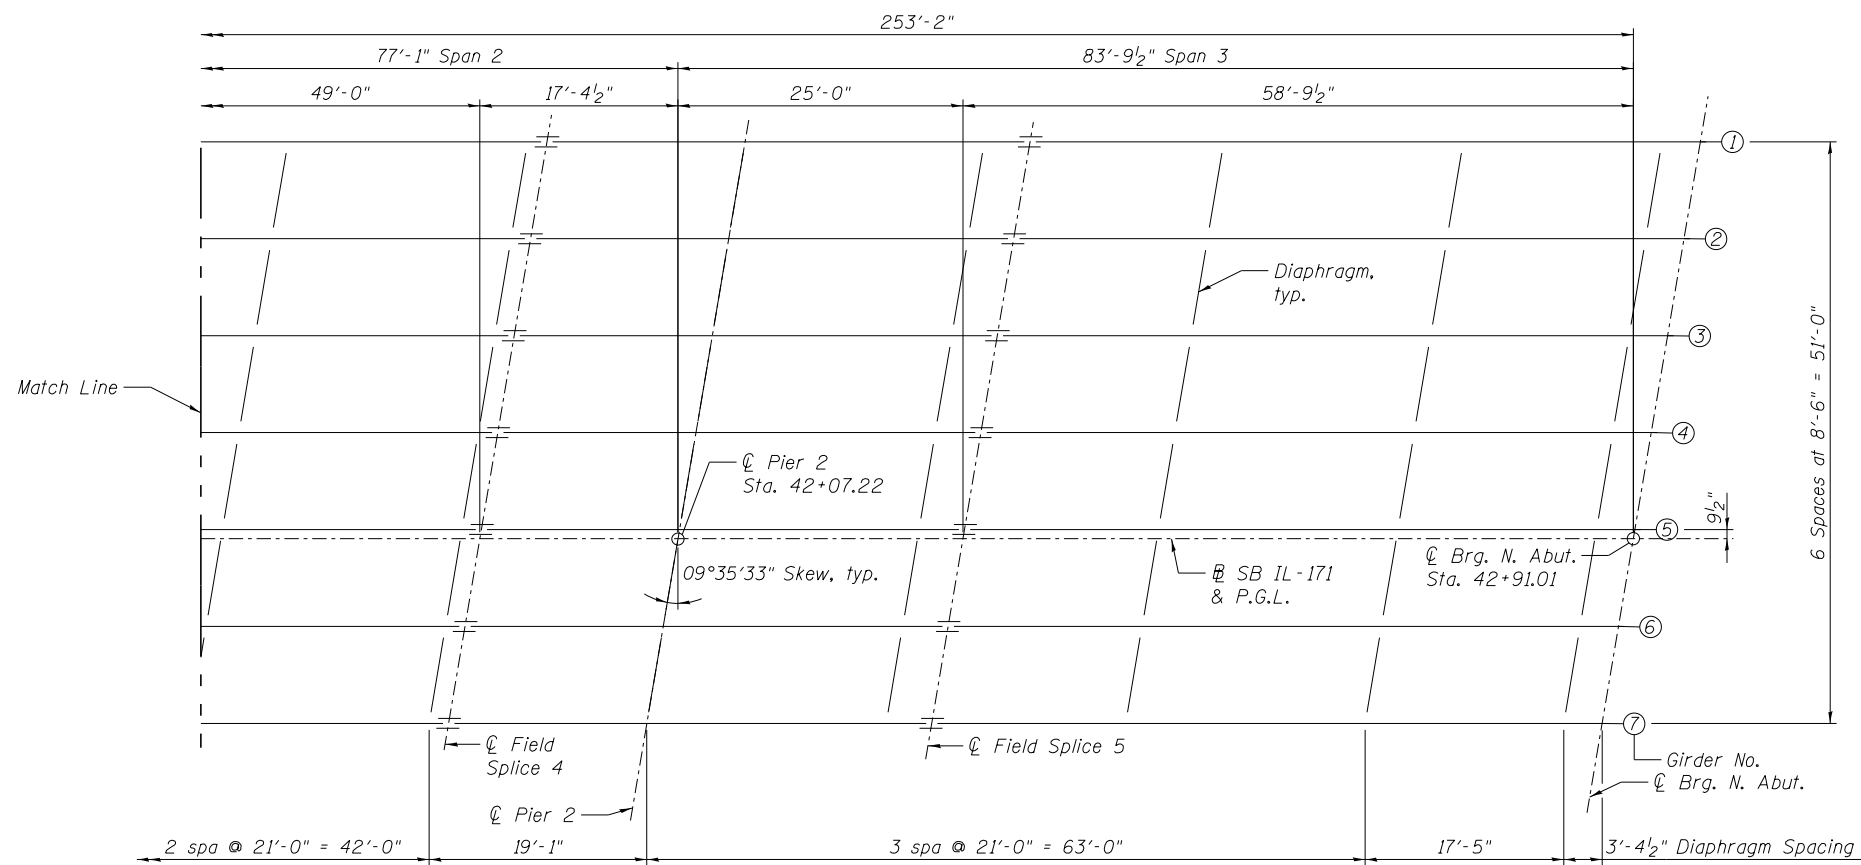 253'-2"
77'-1" Span 2
83'-9½" Span 3
49'-0"
17'-4½"
25'-0"
58'-9½"
1
2
Diaphragm,
typ.
3
Match Line
6 Spaces at 8'-6" = 51'-0"
4
℄ Pier 2
Sta. 42+07.22
9½"
5
℄ Brg. N. Abut.
Sta. 42+91.01
09°35'33" Skew, typ.
SB IL-171
& P.G.L.
6
7
℄ Field
Splice 4
℄ Field Splice 5
Girder No.
℄ Brg. N. Abut.
℄ Pier 2
2 spa @ 21'-0" = 42'-0"
19'-1"
3 spa @ 21'-0" = 63'-0"
17'-5"
3'-4½" Diaphragm Spacing